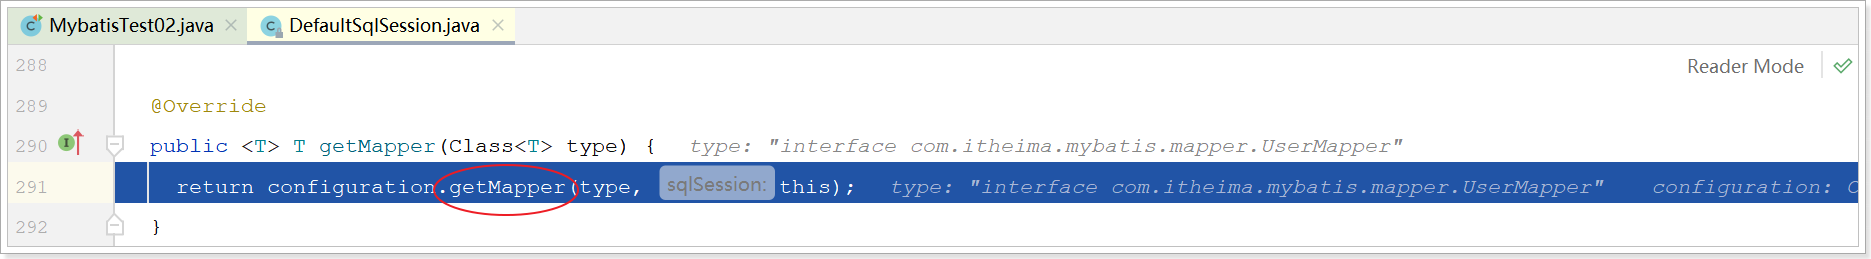 MybatisTest02.java DefaultSqlSession.java
288 Reader Mode
289 @Override
290 public <T> T getMapper(Class<T> type) { type: "interface com.itheima.mybatis.mapper.UserMapper"
291 return configuration.getMapper(type, sqlSession: this); type: "interface com.itheima.mybatis.mapper.UserMapper" configuration: C
292 }